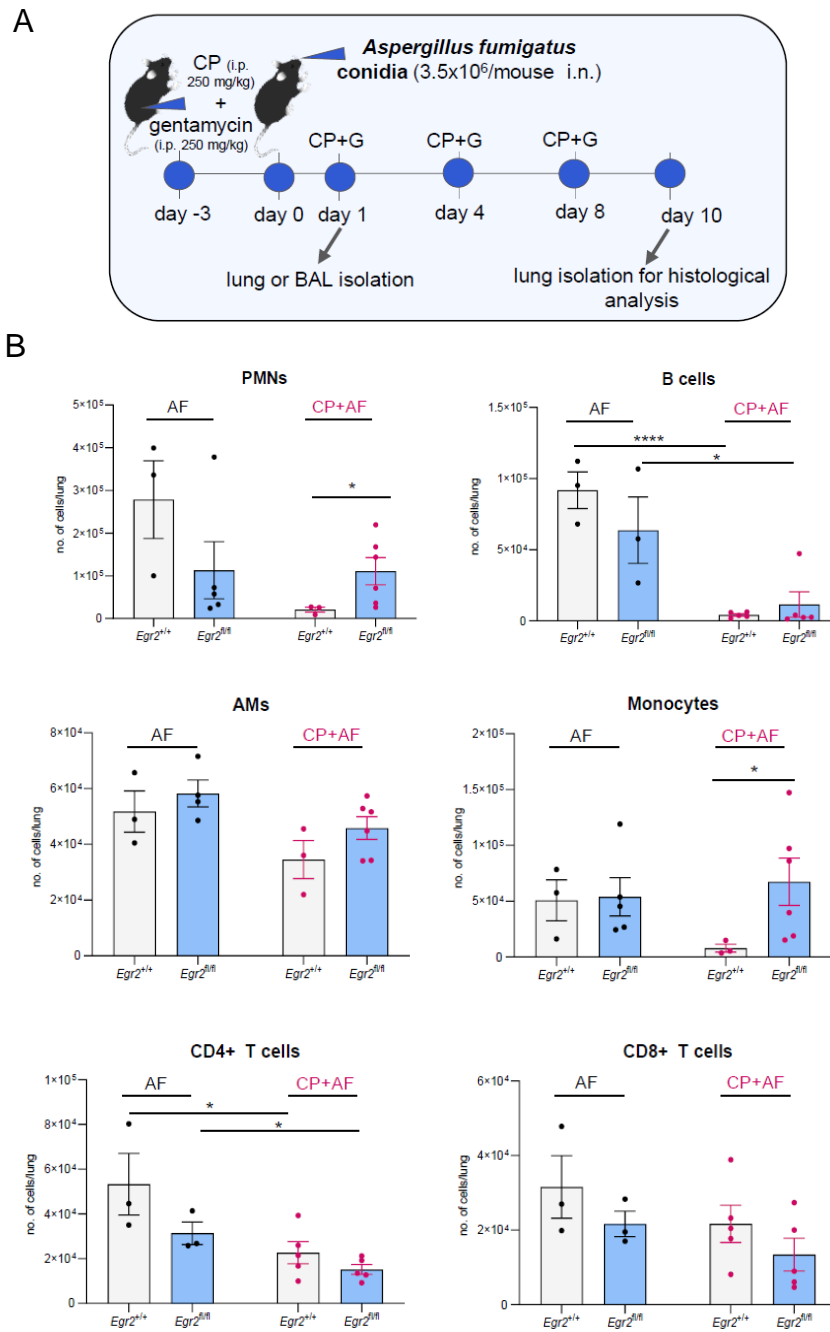 A
CP (i.p.
250 mg/kg)
+
gentamycin
(i.p. 250 mg/kg)
Aspergillus fumigatus
conidia (3.5x10⁶/mouse i.n.)
CP+G
CP+G
CP+G
day -3
day 0
day 1
day 4
day 8
day 10
lung or BAL isolation
lung isolation for histological
analysis
B
PMNs
AF
CP+AF
*
no. of cells/lung
5×10⁵
4×10⁵
3×10⁵
2×10⁵
1×10⁵
0
Egr2+/+
Egr2fl/fl
Egr2+/+
Egr2fl/fl
B cells
AF
CP+AF
****
*
no. of cells/lung
1.5×10⁵
1×10⁵
5×10⁴
0
Egr2+/+
Egr2fl/fl
Egr2+/+
Egr2fl/fl
AMs
AF
CP+AF
no. of cells/lung
8×10⁴
6×10⁴
4×10⁴
2×10⁴
0
Egr2+/+
Egr2fl/fl
Egr2+/+
Egr2fl/fl
Monocytes
AF
CP+AF
*
no. of cells/lung
2×10⁵
1.5×10⁵
1×10⁵
5×10⁴
0
Egr2+/+
Egr2fl/fl
Egr2+/+
Egr2fl/fl
CD4+ T cells
AF
CP+AF
*
*
no. of cells/lung
1×10⁵
8×10⁴
6×10⁴
4×10⁴
2×10⁴
0
Egr2+/+
Egr2fl/fl
Egr2+/+
Egr2fl/fl
CD8+ T cells
AF
CP+AF
no. of cells/lung
6×10⁴
4×10⁴
2×10⁴
0
Egr2+/+
Egr2fl/fl
Egr2+/+
Egr2fl/fl